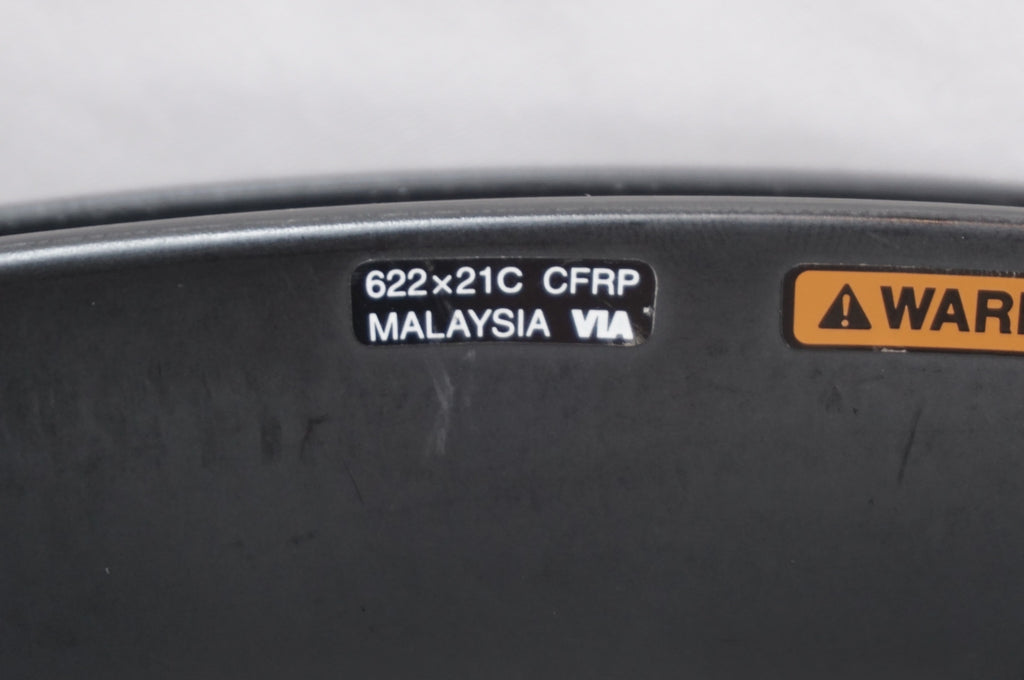 622×21C CFRP
MALAYSIA VIA
WAR